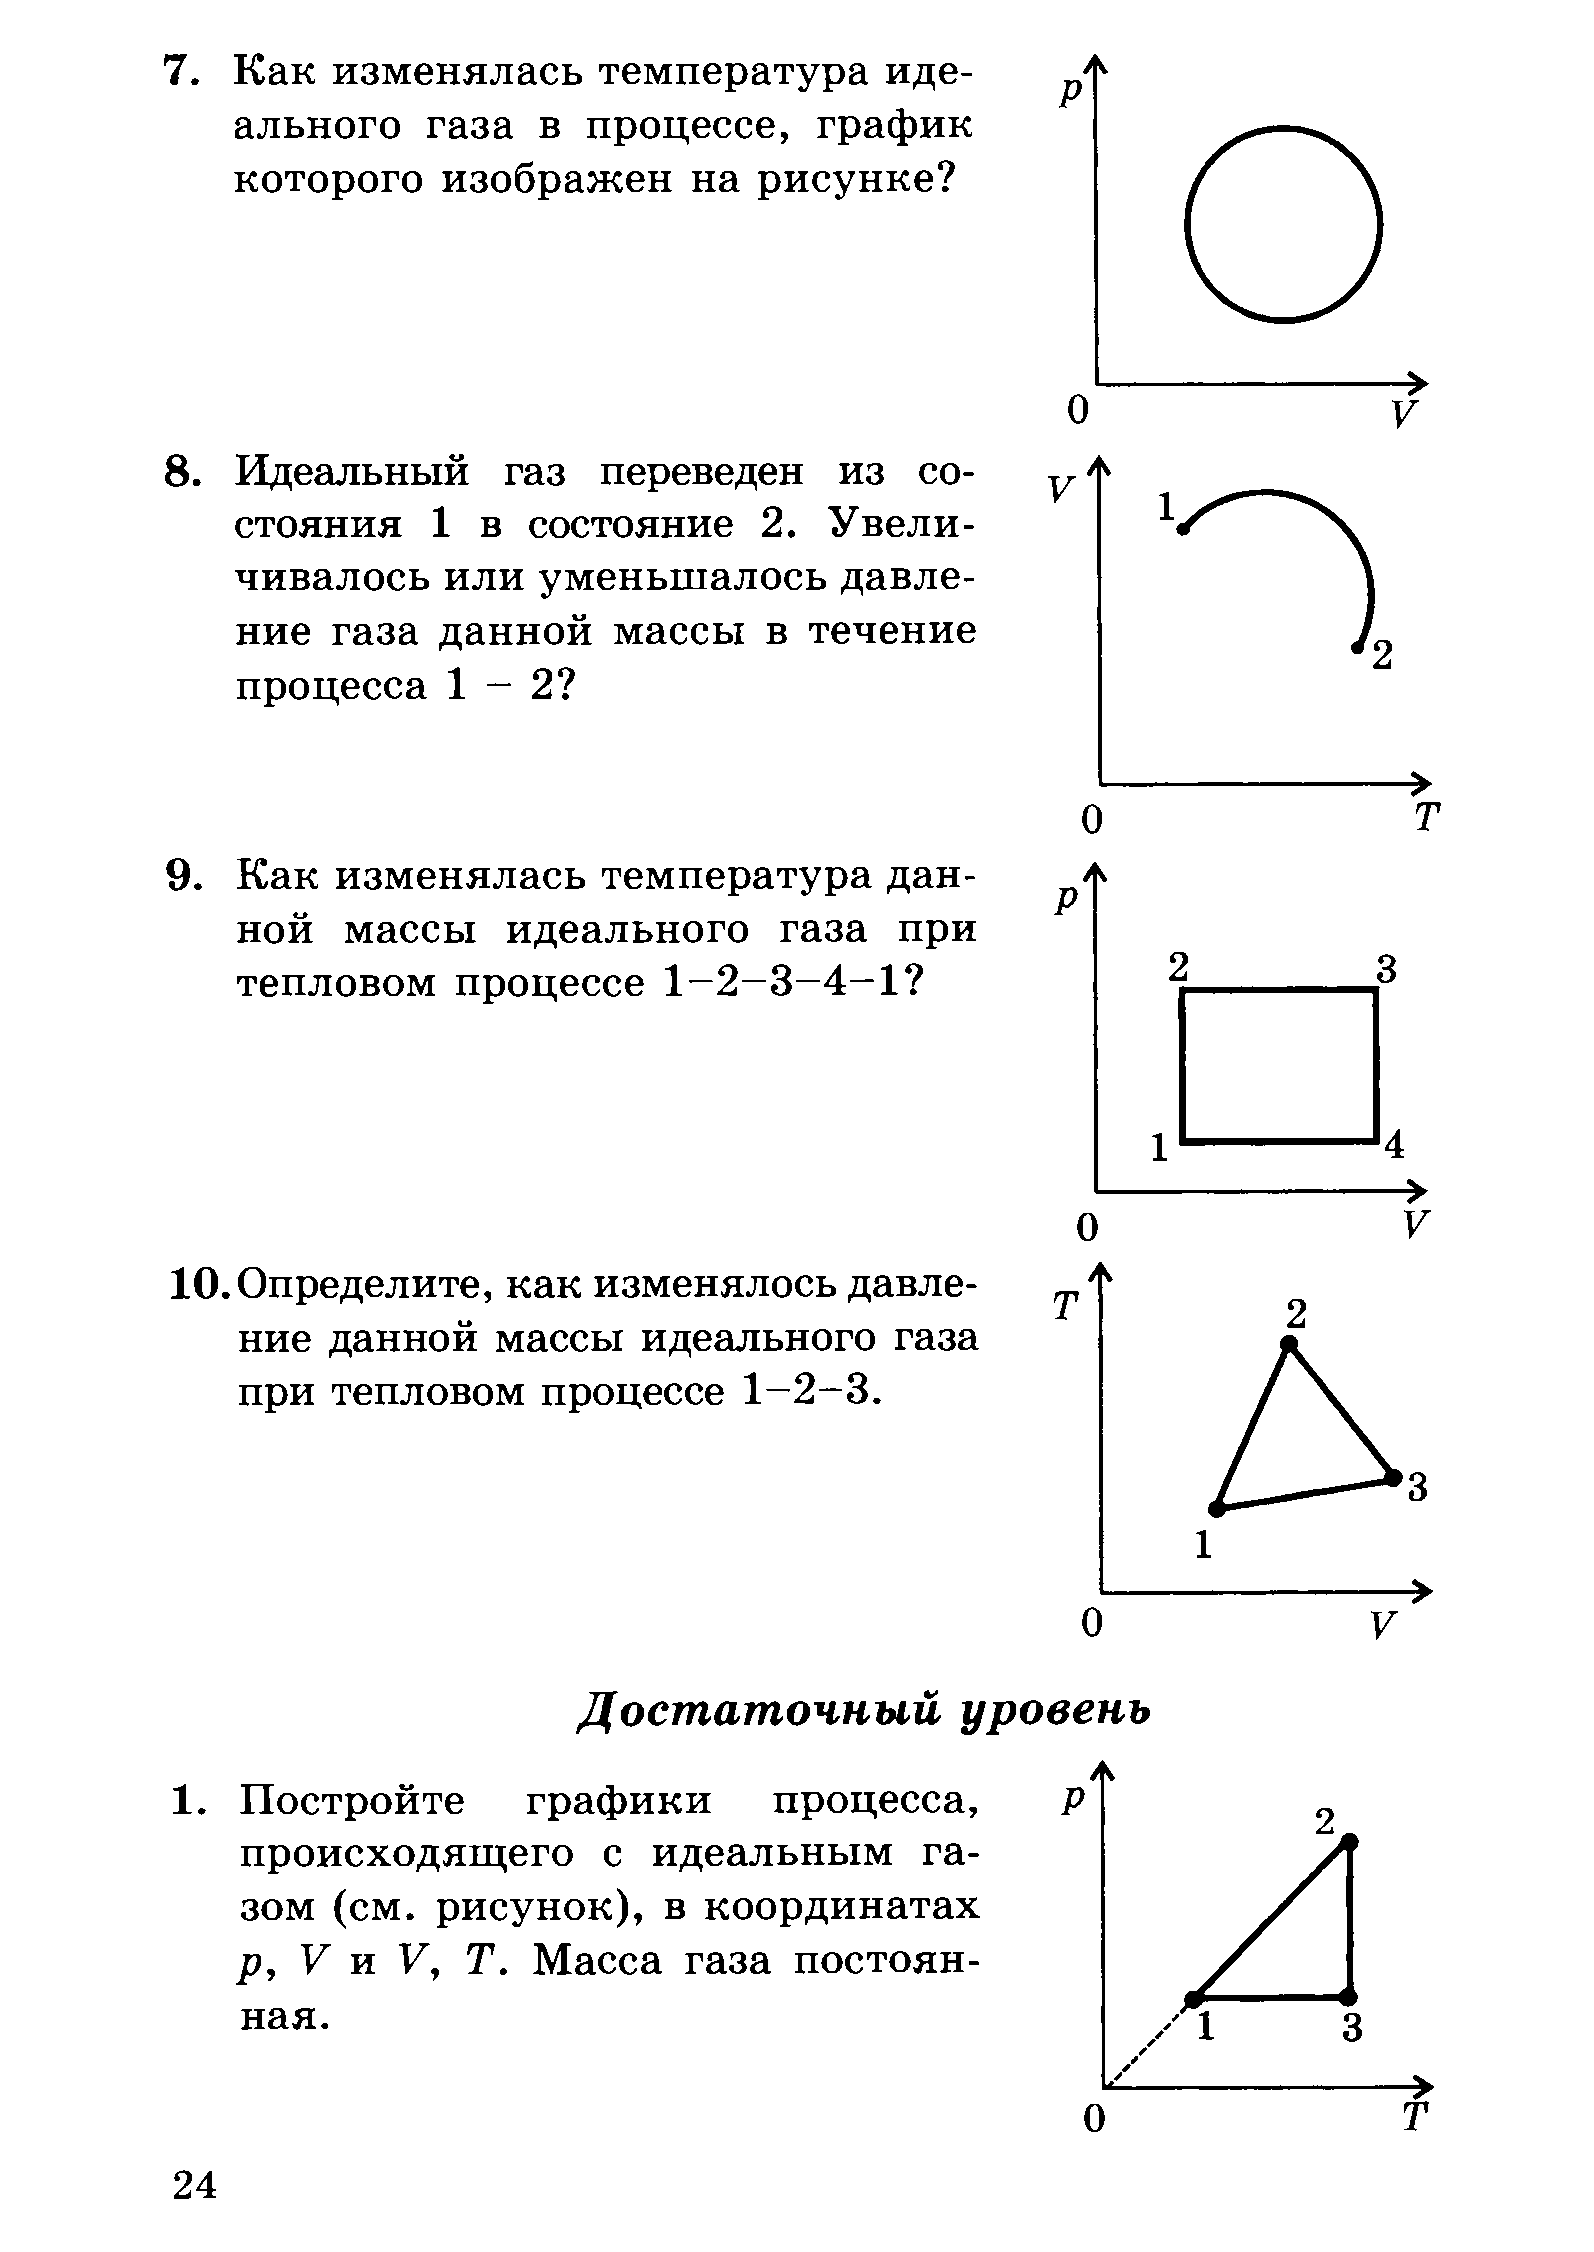 7. Как изменялась температура иде-
ального газа в процессе, график
которого изображен на рисунке?
p
0
V
8. Идеальный газ переведен из со-
стояния 1 в состояние 2. Увели-
чивалось или уменьшалось давле-
ние газа данной массы в течение
процесса 1 – 2?
V
1
2
0
T
9. Как изменялась температура дан-
ной массы идеального газа при
тепловом процессе 1–2–3–4–1?
p
2 3
1 4
0
V
10. Определите, как изменялось давле-
ние данной массы идеального газа
при тепловом процессе 1–2–3.
T
2
3
1
0
V
Достаточный уровень
1. Постройте графики процесса,
происходящего с идеальным га-
зом (см. рисунок), в координатах
p, V и V, T. Масса газа постоян-
ная.
p
2
1 3
0
T
24